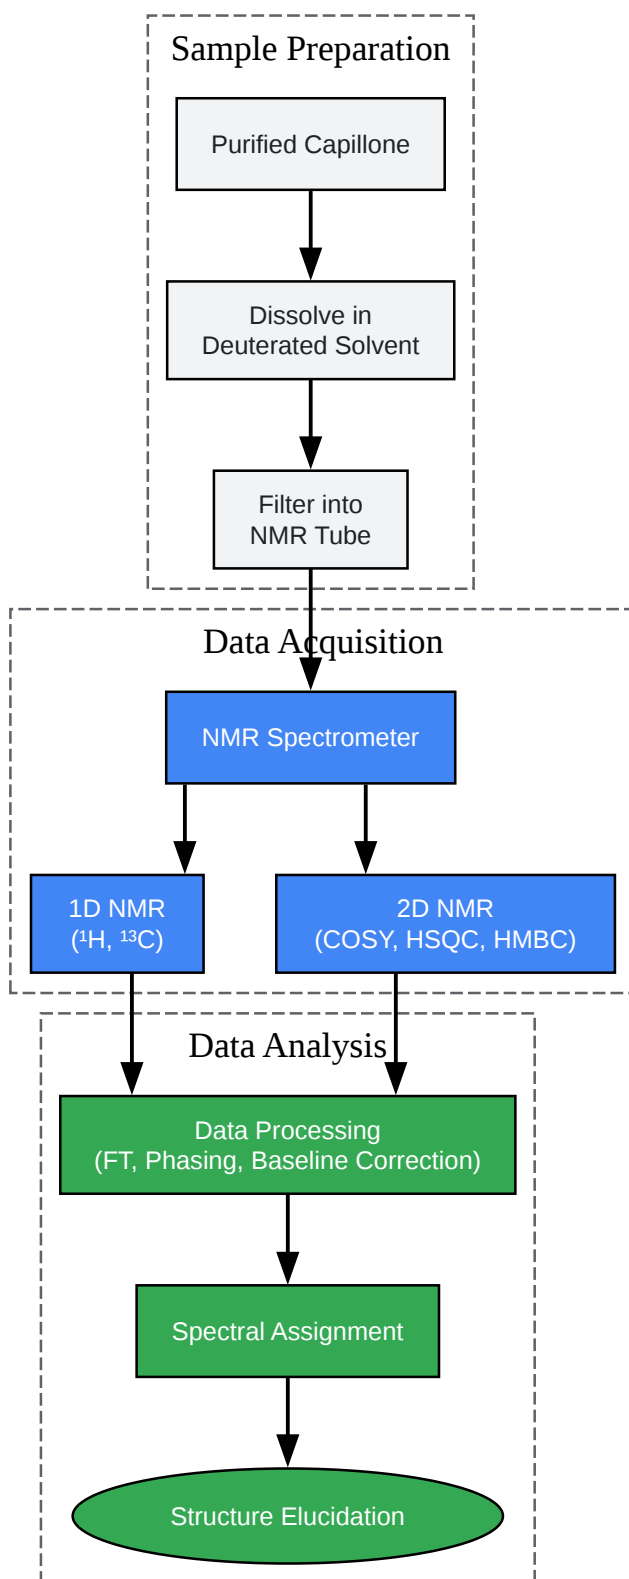 Sample Preparation
Purified Capillone
Dissolve in
Deuterated Solvent
Filter into
NMR Tube
Data Acquisition
NMR Spectrometer
1D NMR
(¹H, ¹³C)
2D NMR
(COSY, HSQC, HMBC)
Data Analysis
Data Processing
(FT, Phasing, Baseline Correction)
Spectral Assignment
Structure Elucidation